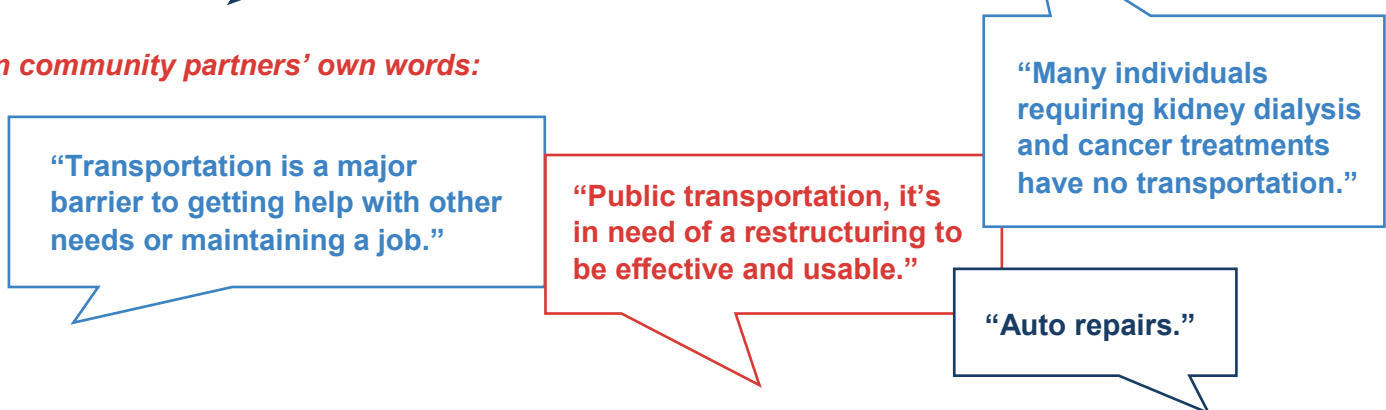 n community partners’ own words:
“Transportation is a major
barrier to getting help with other
needs or maintaining a job.”
“Public transportation, it’s
in need of a restructuring to
be effective and usable.”
“Many individuals
requiring kidney dialysis
and cancer treatments
have no transportation.”
“Auto repairs.”